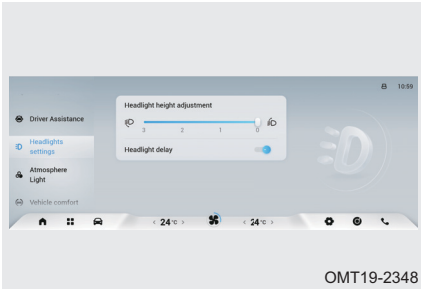 10:59
Driver Assistance
Headlights
settings
Atmosphere
Light
Vehicle comfort
Headlight height adjustment
3 2 1 0
Headlight delay
24°C
24°C
OMT19-2348